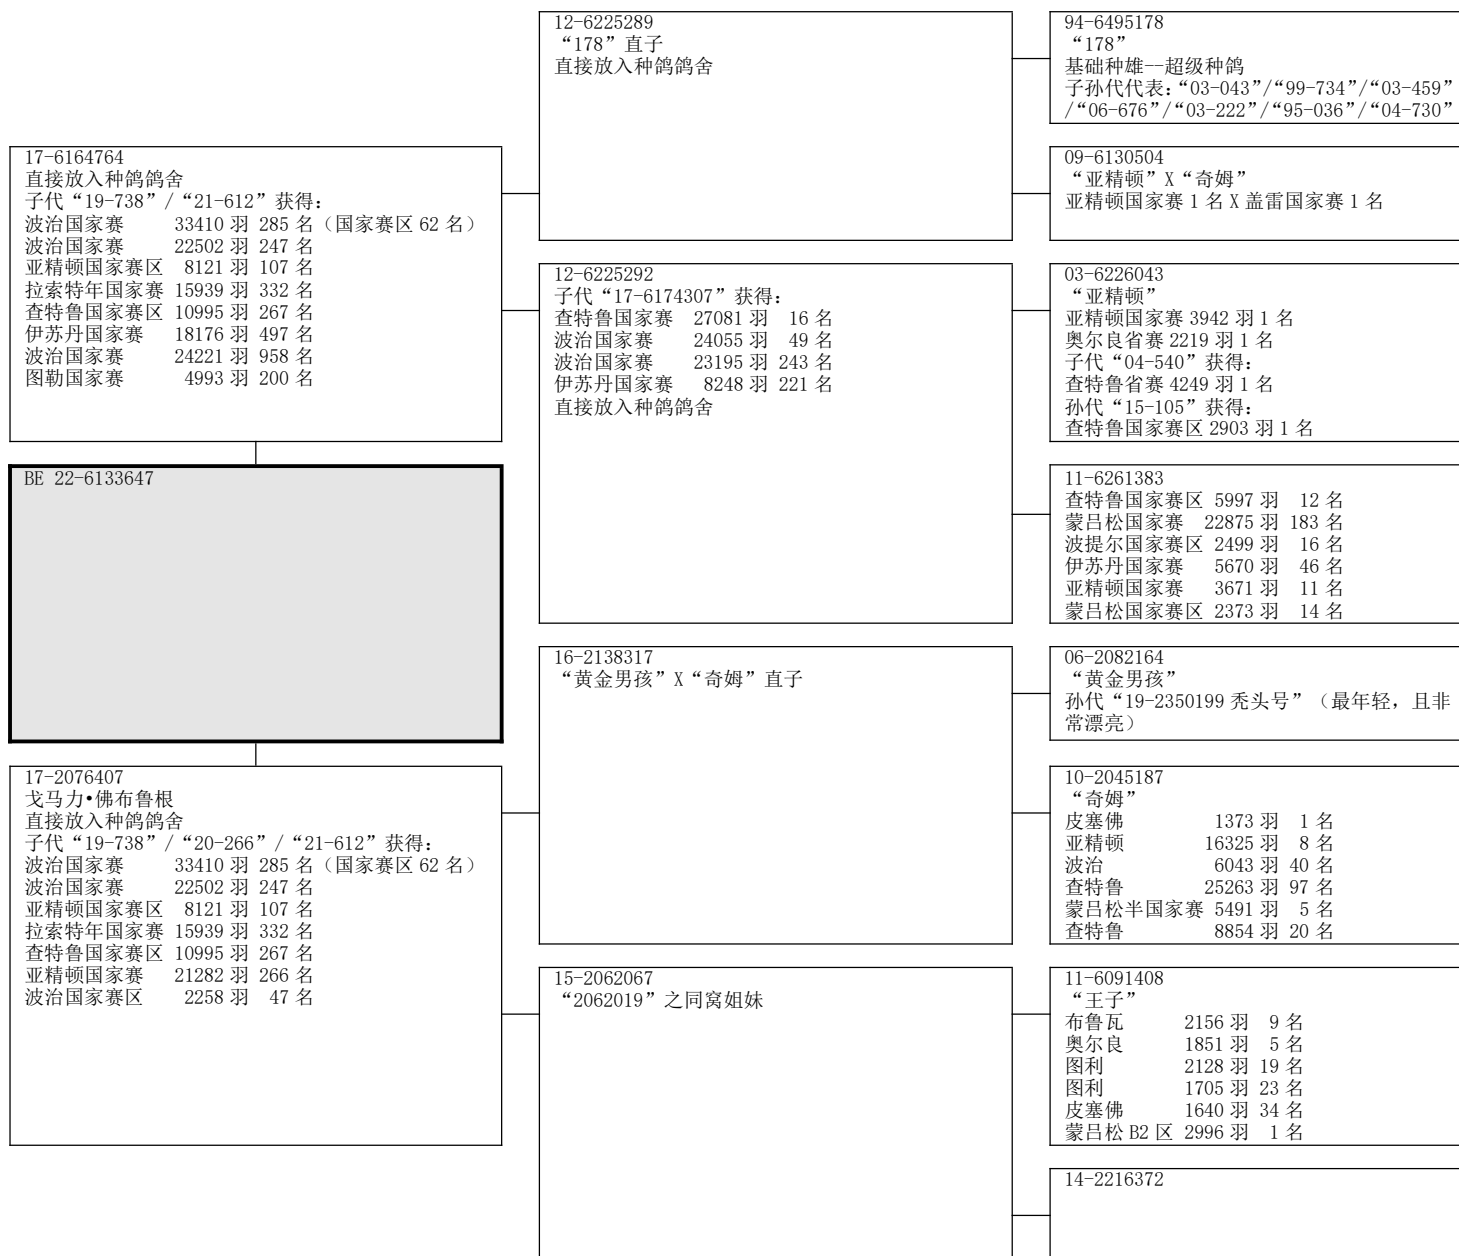 12-6225289
“178”直子
直接放入种鸽鸽舍
94-6495178
“178”
基础种雄--超级种鸽
子孙代代表：“03-043”/“99-734”/“03-459”
/“06-676”/“03-222”/“95-036”/“04-730”
17-6164764
直接放入种鸽鸽舍
子代“19-738”/“21-612”获得：
波治国家赛 33410 羽 285 名（国家赛区 62 名）
波治国家赛 22502 羽 247 名
亚精顿国家赛区 8121 羽 107 名
拉索特年国家赛 15939 羽 332 名
查特鲁国家赛区 10995 羽 267 名
伊苏丹国家赛 18176 羽 497 名
波治国家赛 24221 羽 958 名
图勒国家赛 4993 羽 200 名
09-6130504
“亚精顿”X“奇姆”
亚精顿国家赛 1 名 X 盖雷国家赛 1 名
12-6225292
子代“17-6174307”获得：
查特鲁国家赛 27081 羽 16 名
波治国家赛 24055 羽 49 名
波治国家赛 23195 羽 243 名
伊苏丹国家赛 8248 羽 221 名
直接放入种鸽鸽舍
03-6226043
“亚精顿”
亚精顿国家赛 3942 羽 1 名
奥尔良省赛 2219 羽 1 名
子代“04-540”获得：
查特鲁省赛 4249 羽 1 名
孙代“15-105”获得：
查特鲁国家赛区 2903 羽 1 名
BE 22-6133647
11-6261383
查特鲁国家赛区 5997 羽 12 名
蒙吕松国家赛 22875 羽 183 名
波提尔国家赛区 2499 羽 16 名
伊苏丹国家赛 5670 羽 46 名
亚精顿国家赛 3671 羽 11 名
蒙吕松国家赛区 2373 羽 14 名
16-2138317
“黄金男孩”X“奇姆”直子
06-2082164
“黄金男孩”
孙代“19-2350199 秃头号”（最年轻，且非
常漂亮）
17-2076407
戈马力•佛布鲁根
直接放入种鸽鸽舍
子代“19-738”/“20-266”/“21-612”获得：
波治国家赛 33410 羽 285 名（国家赛区 62 名）
波治国家赛 22502 羽 247 名
亚精顿国家赛区 8121 羽 107 名
拉索特年国家赛 15939 羽 332 名
查特鲁国家赛区 10995 羽 267 名
亚精顿国家赛 21282 羽 266 名
波治国家赛区 2258 羽 47 名
10-2045187
“奇姆”
皮塞佛 1373 羽 1 名
亚精顿 16325 羽 8 名
波治 6043 羽 40 名
查特鲁 25263 羽 97 名
蒙吕松半国家赛 5491 羽 5 名
查特鲁 8854 羽 20 名
15-2062067
“2062019”之同窝姐妹
11-6091408
“王子”
布鲁瓦 2156 羽 9 名
奥尔良 1851 羽 5 名
图利 2128 羽 19 名
图利 1705 羽 23 名
皮塞佛 1640 羽 34 名
蒙吕松 B2 区 2996 羽 1 名
14-2216372